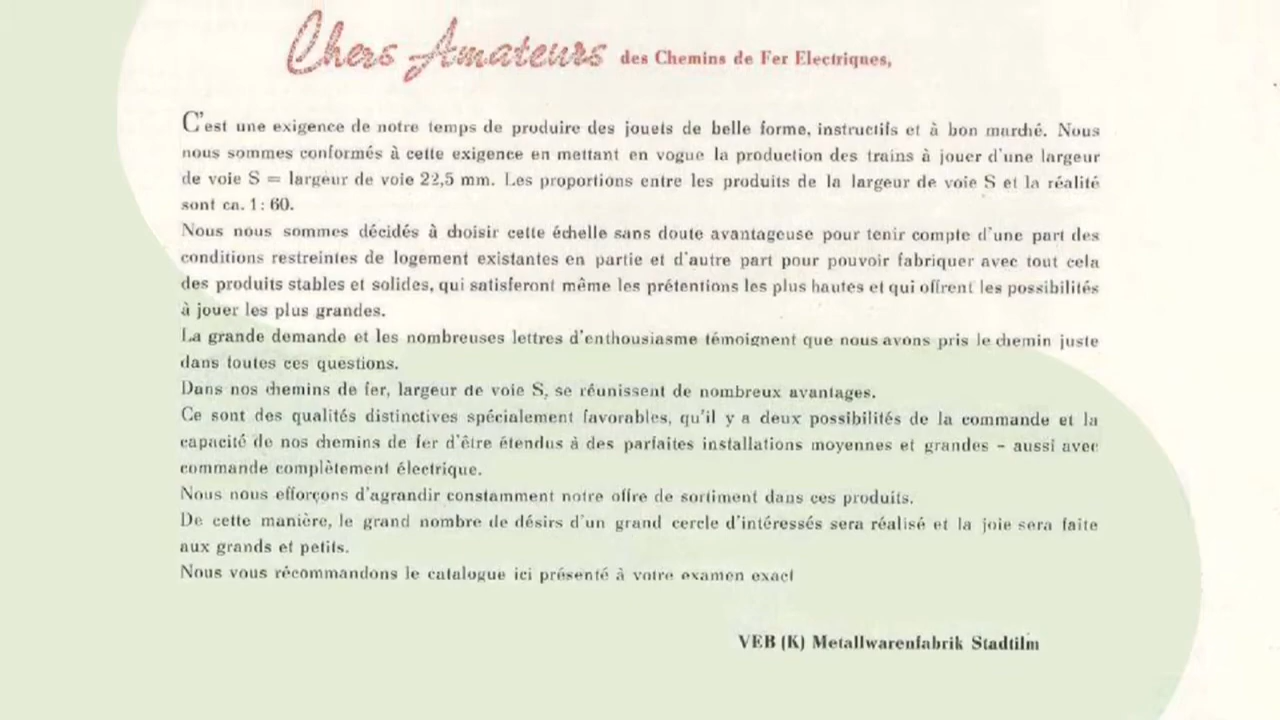 Chers Amateurs des Chemins de Fer Electriques,
C'est une exigence de notre temps de produire des jouets de belle forme, instructifs et à bon marché. Nous
nous sommes conformés à cette exigence en mettant en vogue la production des trains à jouer d'une largeur
de voie S = largeur de voie 22,5 mm. Les proportions entre les produits de la largeur de voie S et la réalité
sont ca. 1 : 60.
Nous nous sommes décidés à choisir cette échelle sans doute avantageuse pour tenir compte d'une part des
conditions restreintes de logement existantes en partie et d'autre part pour pouvoir fabriquer avec tout cela
des produits stables et solides, qui satisferont même les prétentions les plus hautes et qui offrent les possibilités
à jouer les plus grandes.
La grande demande et les nombreuses lettres d'enthousiasme témoignent que nous avons pris le chemin juste
dans toutes ces questions.
Dans nos chemins de fer, largeur de voie S, se réunissent de nombreux avantages.
Ce sont des qualités distinctives spécialement favorables, qu'il y a deux possibilités de la commande et la
capacité de nos chemins de fer d'être étendus à des parfaites installations moyennes et grandes – aussi avec
commande complètement électrique.
Nous nous efforçons d'agrandir constamment notre offre de sortiment dans ces produits.
De cette manière, le grand nombre de désirs d'un grand cercle d'intéressés sera réalisé et la joie sera faite
aux grands et petits.
Nous vous récommandons le catalogue ici présenté à votre examen exact
VEB (K) Metallwarenfabrik Stadtilm